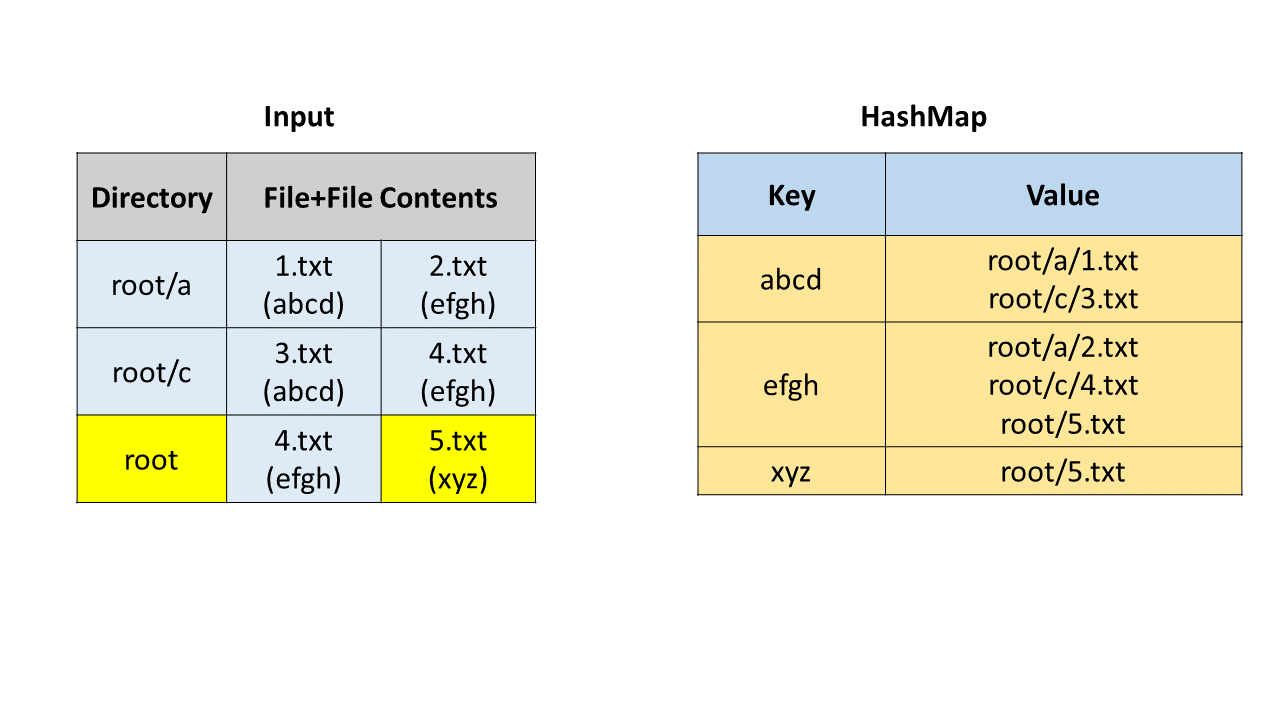 Input
Directory
File+File Contents
root/a
1.txt
(abcd)
2.txt
(efgh)
root/c
3.txt
(abcd)
4.txt
(efgh)
root
4.txt
(efgh)
5.txt
(xyz)
HashMap
Key
Value
abcd
root/a/1.txt
root/c/3.txt
efgh
root/a/2.txt
root/c/4.txt
root/5.txt
xyz
root/5.txt